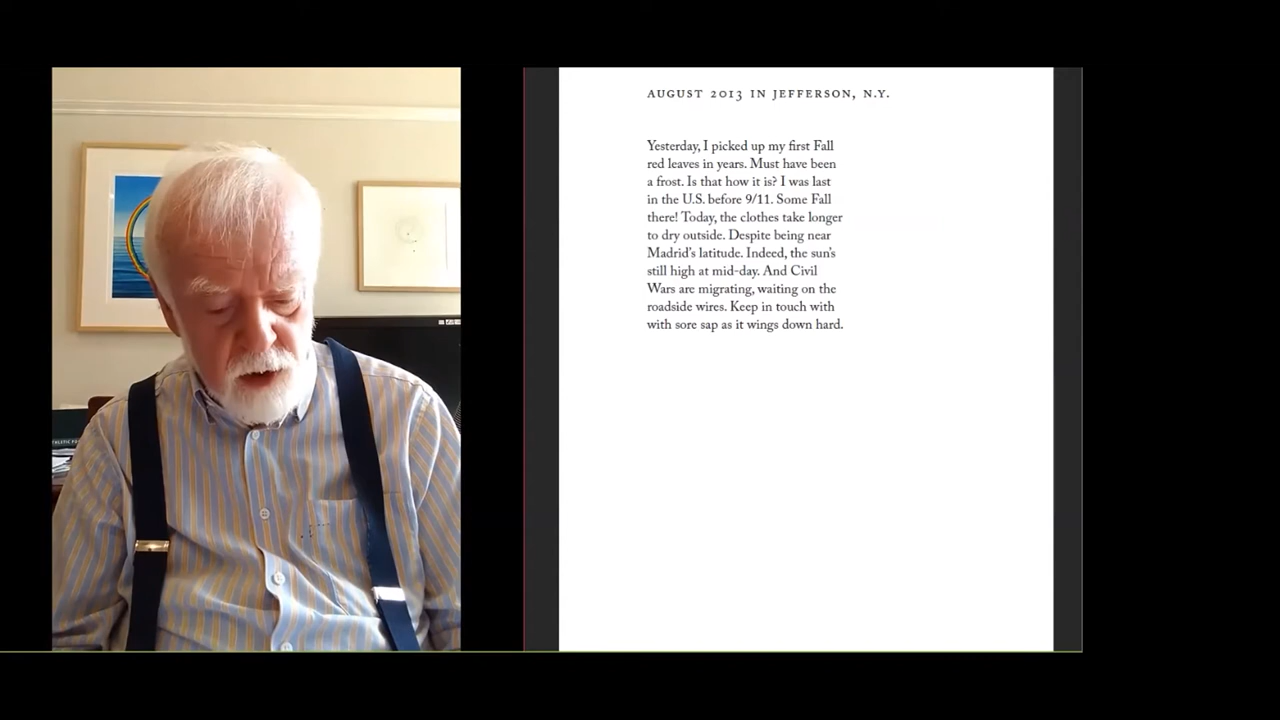 AUGUST 2013 IN JEFFERSON, N.Y.
Yesterday, I picked up my first Fall
red leaves in years. Must have been
a frost. Is that how it is? I was last
in the U.S. before 9/11. Some Fall
there! Today, the clothes take longer
to dry outside. Despite being near
Madrid's latitude. Indeed, the sun's
still high at mid-day. And Civil
Wars are migrating, waiting on the
roadside wires. Keep in touch with
with sore sap as it wings down hard.